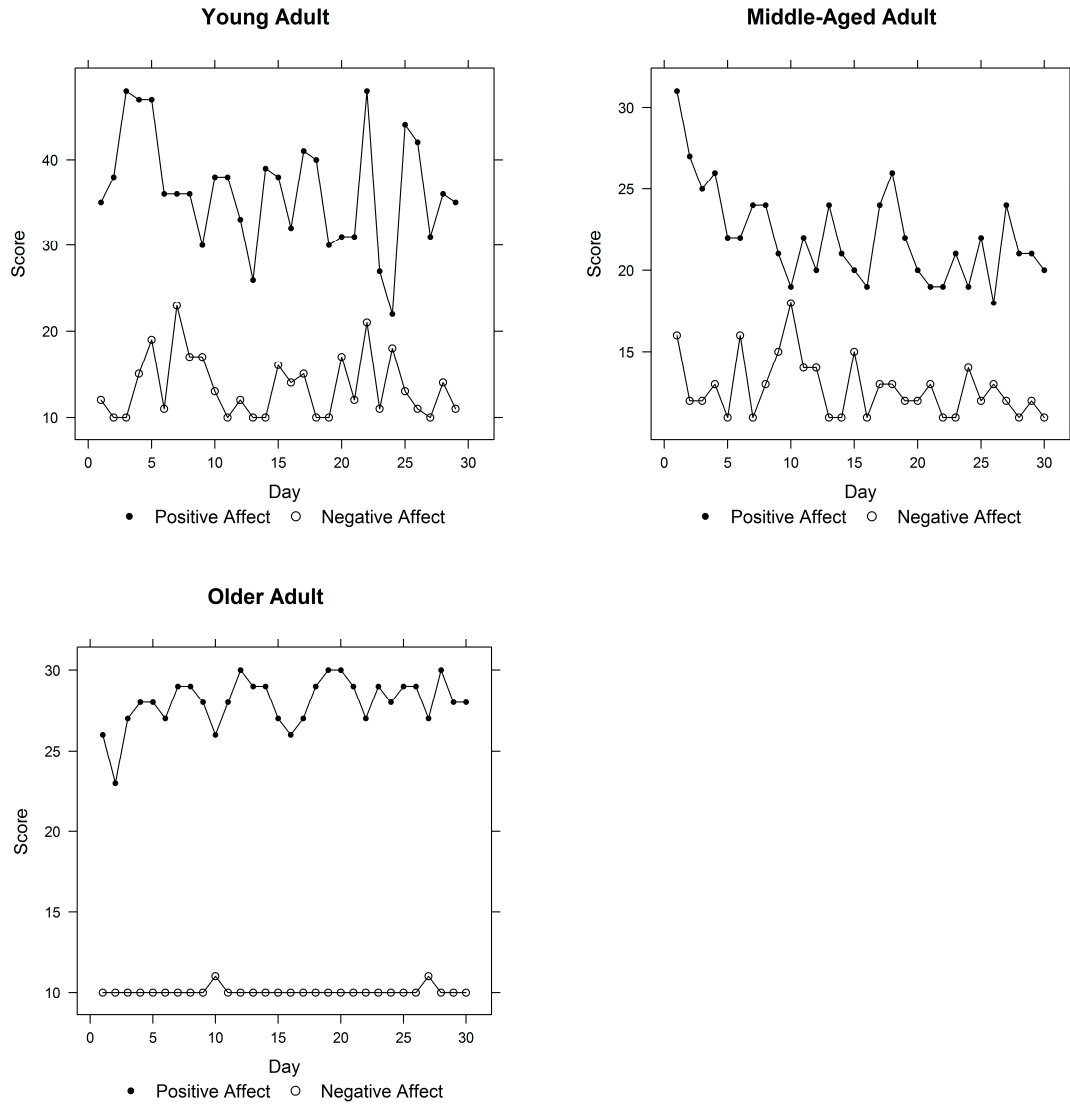 Young Adult
40
30
20
10
Score
0 5 10 15 20 25 30
Day
Positive Affect Negative Affect
Middle-Aged Adult
30
25
20
15
Score
0 5 10 15 20 25 30
Day
Positive Affect Negative Affect
Older Adult
30
25
20
15
10
Score
0 5 10 15 20 25 30
Day
Positive Affect Negative Affect